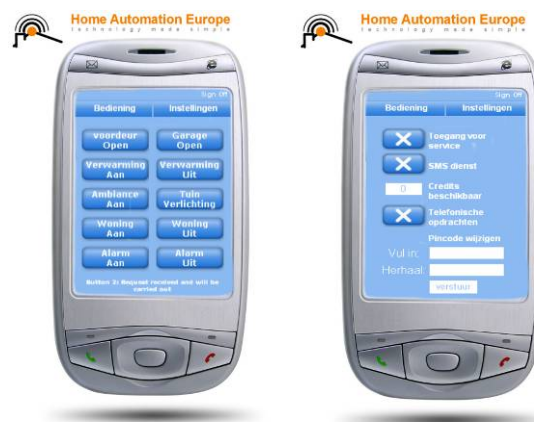 Home Automation Europe
technology made simple
Sign Off
Bediening Instellingen
voordeur Open
Garage Open
Verwarming Aan
Verwarming Uit
Ambiance Aan
Tuin Verlichting
Woning Aan
Woning Uit
Alarm Aan
Alarm Uit
Button 2: Request received and will be
carried out
Home Automation Europe
technology made simple
Sign Off
Bediening Instellingen
Toegang voor
service
SMS dienst
0
Credits
beschikbaar
Telefonische
opdrachten
Pincode wijzigen
Vul in:
Herhaal:
verstuur